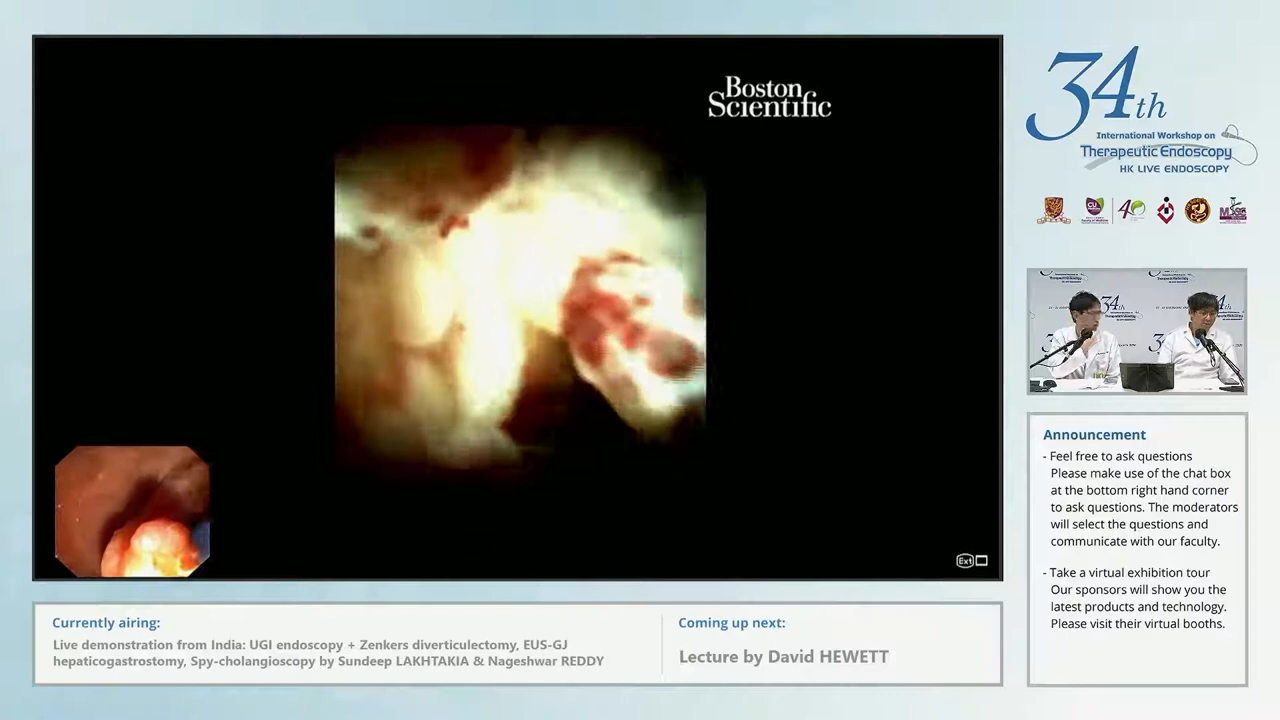 Boston
Scientific
Ext
34th
International Workshop on
Therapeutic Endoscopy
HK LIVE ENDOSCOPY
40
34th
34th
Announcement
- Feel free to ask questions
Please make use of the chat box
at the bottom right hand corner
to ask questions. The moderators
will select the questions and
communicate with our faculty.
- Take a virtual exhibition tour
Our sponsors will show you the
latest products and technology.
Please visit their virtual booths.
Currently airing:
Live demonstration from India: UGI endoscopy + Zenkers diverticulectomy, EUS-GJ
hepaticogastrostomy, Spy-cholangioscopy by Sundeep LAKHTAKIA & Nageshwar REDDY
Coming up next:
Lecture by David HEWETT